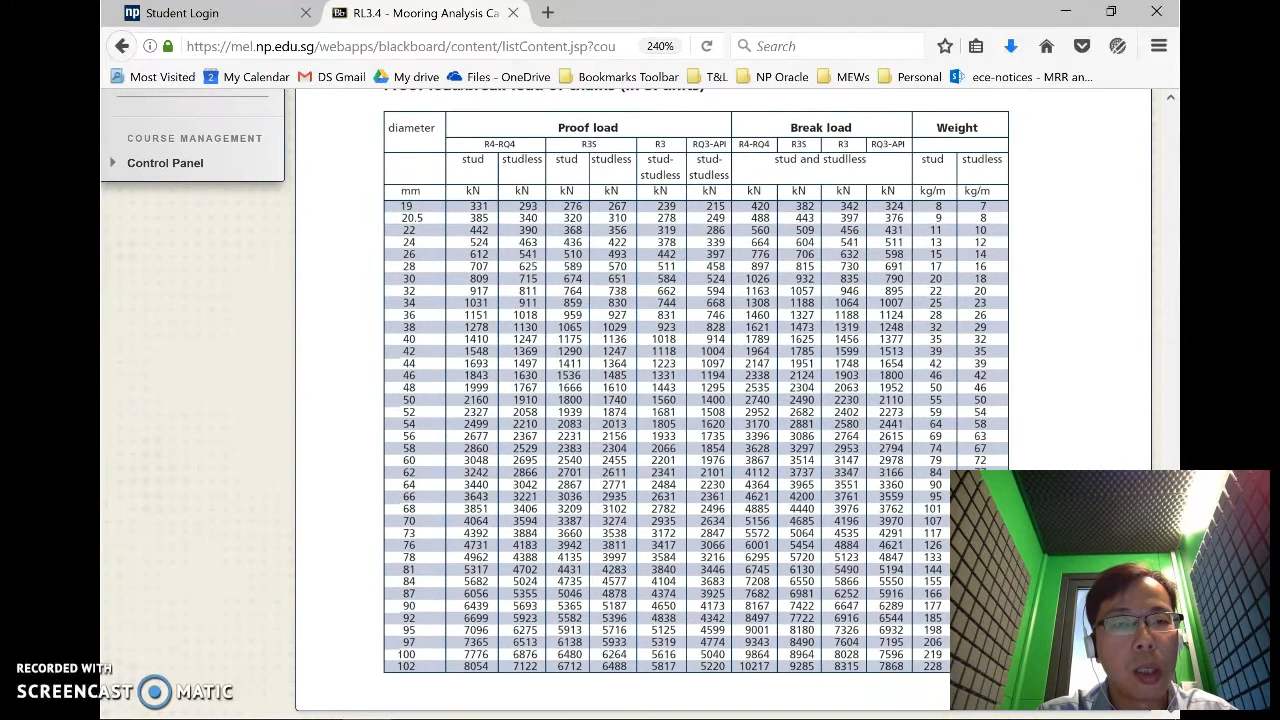 np Student Login
Bb RL3.4 - Mooring Analysis Ca
https://mel.np.edu.sg/webapps/blackboard/content/listContent.jsp?cou 240% Search
Most Visited My Calendar DS Gmail My drive Files - OneDrive Bookmarks Toolbar T&L NP Oracle MEWs Personal ece-notices - MRR an...
COURSE MANAGEMENT
Control Panel
diameter Proof load Break load Weight
R4-RQ4 R3S R3 RQ3-API R4-RQ4 R3S R3 RQ3-API
stud studless stud studless stud- stud- stud and studlless stud studless
studless studless
mm kN kN kN kN kN kN kN kN kN kN kg/m kg/m
19 331 293 276 267 239 215 420 382 342 324 8 7
20.5 385 340 320 310 278 249 488 443 397 376 9 8
22 442 390 368 356 319 286 560 509 456 431 11 10
24 524 463 436 422 378 339 664 604 541 511 13 12
26 612 541 510 493 442 397 776 706 632 598 15 14
28 707 625 589 570 511 458 897 815 730 691 17 16
30 809 715 674 651 584 524 1026 932 835 790 20 18
32 917 811 764 738 662 594 1163 1057 946 895 22 20
34 1031 911 859 830 744 668 1308 1188 1064 1007 25 23
36 1151 1018 959 927 831 746 1460 1327 1188 1124 28 26
38 1278 1130 1065 1029 923 828 1621 1473 1319 1248 32 29
40 1410 1247 1175 1136 1018 914 1789 1625 1456 1377 35 32
42 1548 1369 1290 1247 1118 1004 1964 1785 1599 1513 39 35
44 1693 1497 1411 1364 1223 1097 2147 1951 1748 1654 42 39
46 1843 1630 1536 1485 1331 1194 2338 2124 1903 1800 46 42
48 1999 1767 1666 1610 1443 1295 2535 2304 2063 1952 50 46
50 2160 1910 1800 1740 1560 1400 2740 2490 2230 2110 55 50
52 2327 2058 1939 1874 1681 1508 2952 2682 2402 2273 59 54
54 2499 2210 2083 2013 1805 1620 3170 2881 2580 2441 64 58
56 2677 2367 2231 2156 1933 1735 3396 3086 2764 2615 69 63
58 2860 2529 2383 2304 2066 1854 3628 3297 2953 2794 74 67
60 3048 2695 2540 2455 2201 1976 3867 3514 3147 2978 79 72
62 3242 2866 2701 2611 2341 2101 4112 3737 3347 3166 84
64 3440 3042 2867 2771 2484 2230 4364 3965 3551 3360 90
66 3643 3221 3036 2935 2631 2361 4621 4200 3761 3559 95
68 3851 3406 3209 3102 2782 2496 4885 4440 3976 3762 101
70 4064 3594 3387 3274 2935 2634 5156 4685 4196 3970 107
73 4392 3884 3660 3538 3172 2847 5572 5064 4535 4291 117
76 4731 4183 3942 3811 3417 3066 6001 5454 4884 4621 126
78 4962 4388 4135 3997 3584 3216 6295 5720 5123 4847 133
81 5317 4702 4431 4283 3840 3446 6745 6130 5490 5194 144
84 5682 5024 4735 4577 4104 3683 7208 6550 5866 5550 155
87 6056 5355 5046 4878 4374 3925 7682 6981 6252 5916 166
90 6439 5693 5365 5187 4650 4173 8167 7422 6647 6289 177
92 6699 5923 5582 5396 4838 4342 8497 7722 6916 6544 185
95 7096 6275 5913 5716 5125 4599 9001 8180 7326 6932 198
97 7365 6513 6138 5933 5319 4774 9343 8490 7604 7195 206
100 7776 6876 6480 6264 5616 5040 9864 8964 8028 7596 219
102 8054 7122 6712 6488 5817 5220 10217 9285 8315 7868 228
RECORDED WITH
SCREENCAST MATIC